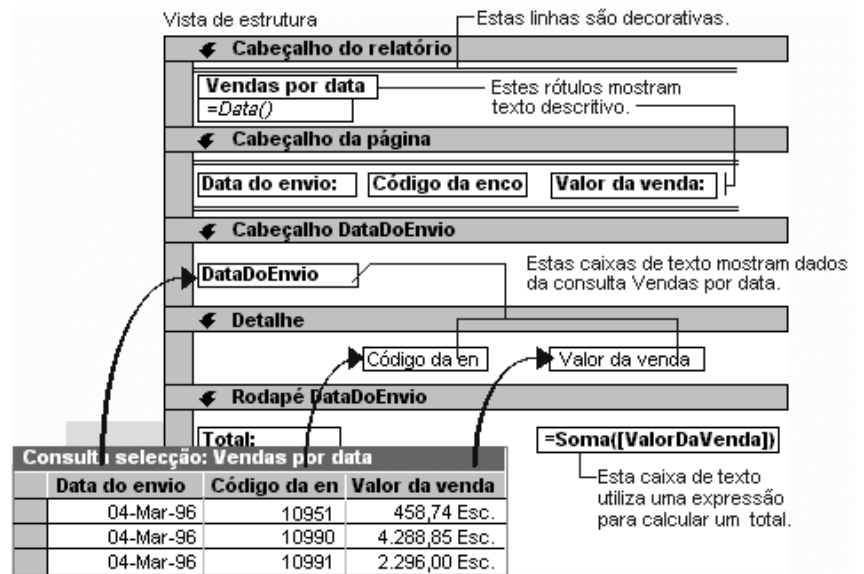 Vista de estrutura
Estas linhas são decorativas.
Cabeçalho do relatório
Vendas por data
=Data()
Estes rótulos mostram
texto descritivo.
Cabeçalho da página
Data do envio:
Código da enco
Valor da venda:
Cabeçalho DataDoEnvio
DataDoEnvio
Estas caixas de texto mostram dados
da consulta Vendas por data.
Detalhe
Código da en
Valor da venda
Rodapé DataDoEnvio
Total:
=Soma([ValorDaVenda])
Esta caixa de texto
utiliza uma expressão
para calcular um total.
Consulta selecção: Vendas por data
Data do envio Código da en Valor da venda
04-Mar-96 10951 458,74 Esc.
04-Mar-96 10990 4.288,85 Esc.
04-Mar-96 10991 2.296,00 Esc.